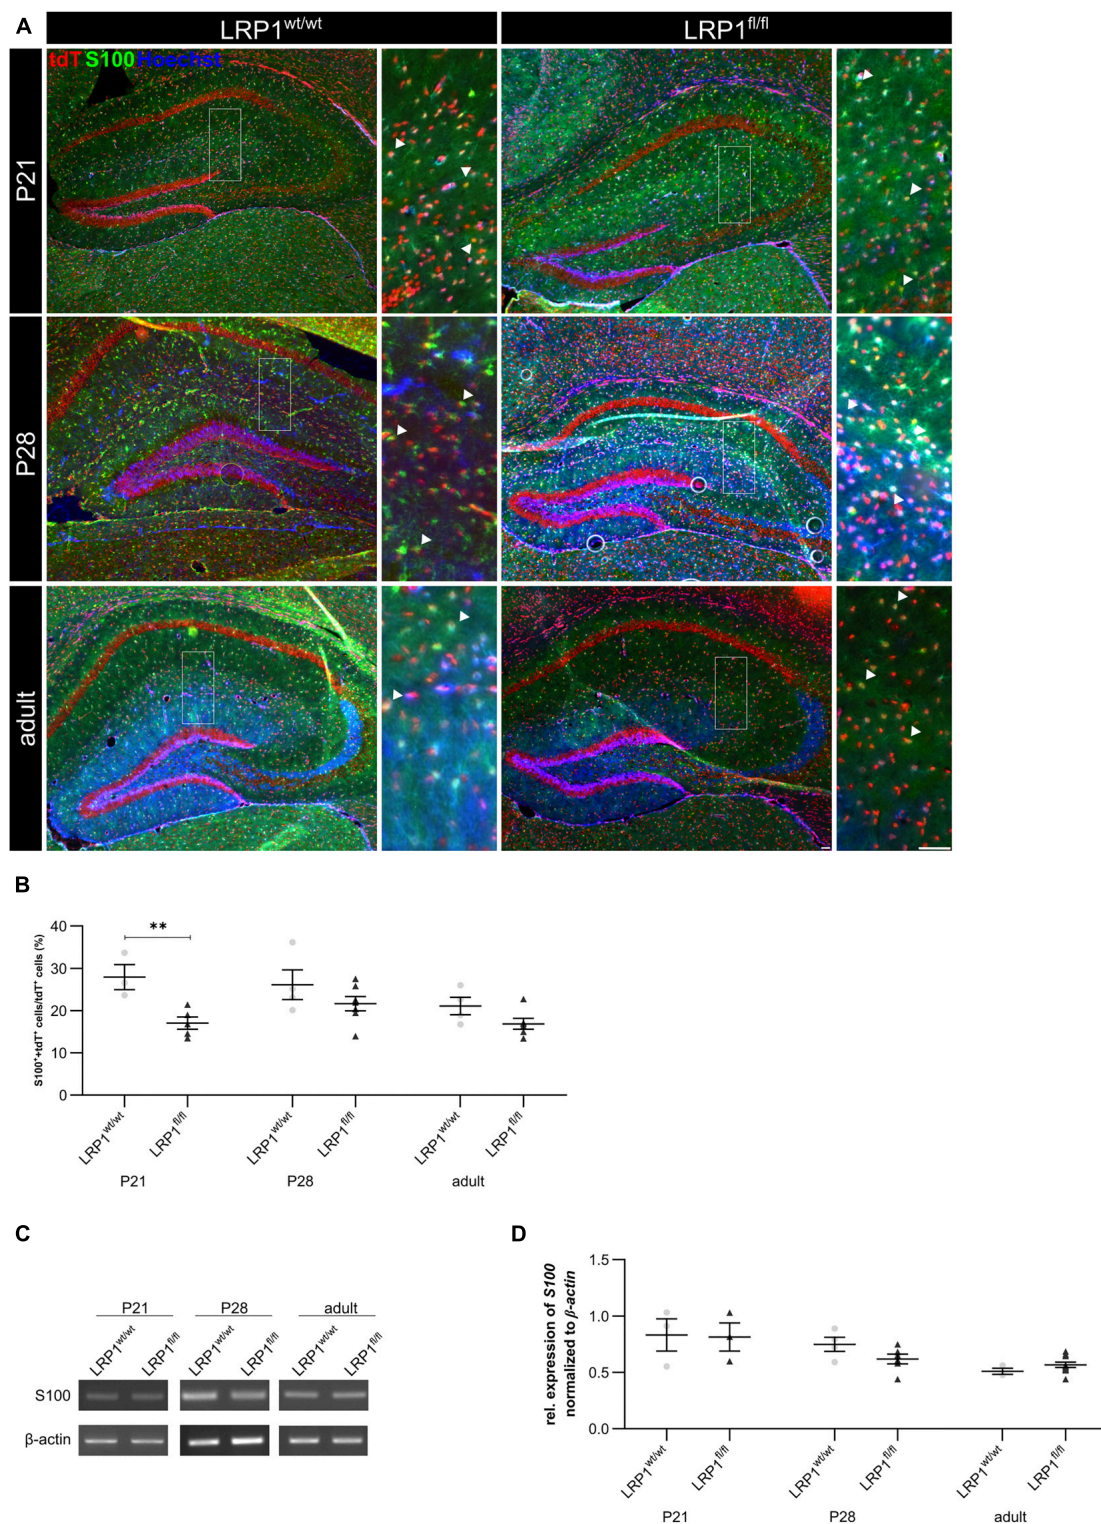 A
LRP1wt/wt
LRP1fl/fl
tdT S100 Hoechst
P21
P28
adult
B
S100⁺+tdT⁺ cells/tdT⁺ cells (%)
40
30
20
10
0
**
LRP1wt/wt
LRP1fl/fl
LRP1wt/wt
LRP1fl/fl
LRP1wt/wt
LRP1fl/fl
P21
P28
adult
C
P21
P28
adult
LRP1wt/wt
LRP1fl/fl
LRP1wt/wt
LRP1fl/fl
LRP1wt/wt
LRP1fl/fl
S100
β-actin
D
rel. expression of S100
normalized to β-actin
1.5
1.0
0.5
0.0
LRP1wt/wt
LRP1fl/fl
LRP1wt/wt
LRP1fl/fl
LRP1wt/wt
LRP1fl/fl
P21
P28
adult